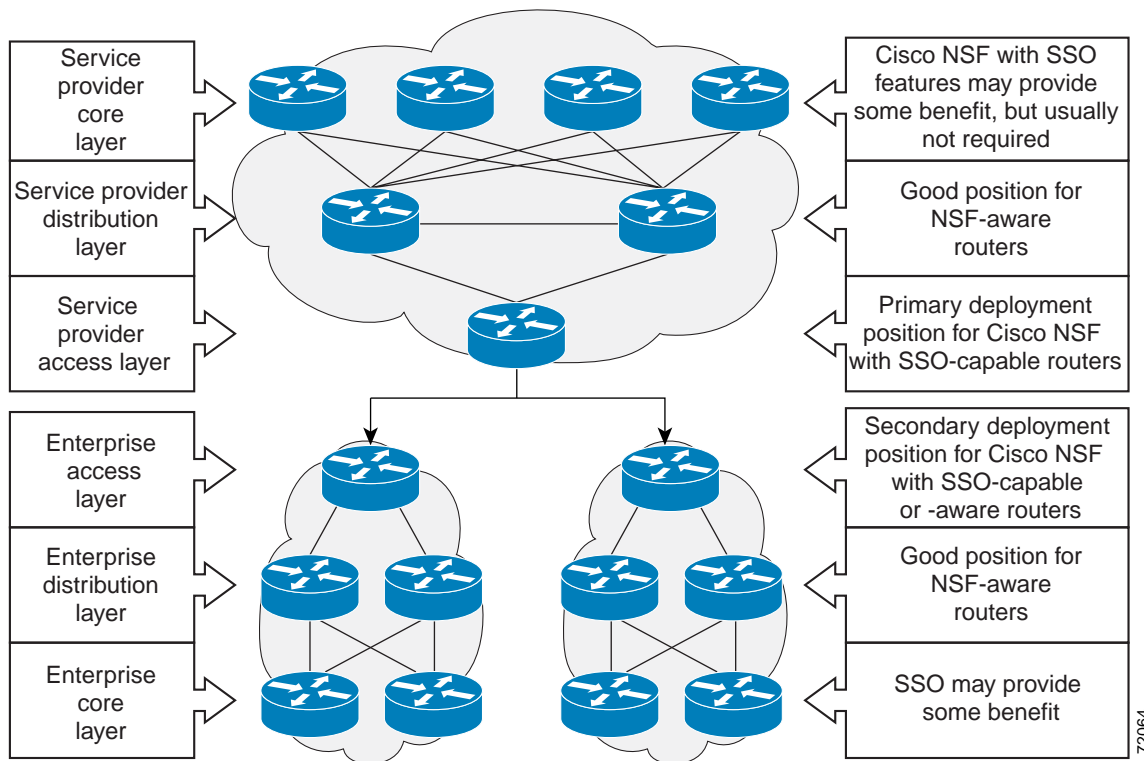 Service
provider
core
layer
Cisco NSF with SSO
features may provide
some benefit, but usually
not required
Service provider
distribution
layer
Good position for
NSF-aware
routers
Service
provider
access layer
Primary deployment
position for Cisco NSF
with SSO-capable routers
Enterprise
access
layer
Secondary deployment
position for Cisco NSF
with SSO-capable
or -aware routers
Enterprise
distribution
layer
Good position for
NSF-aware
routers
Enterprise
core
layer
SSO may provide
some benefit
72064